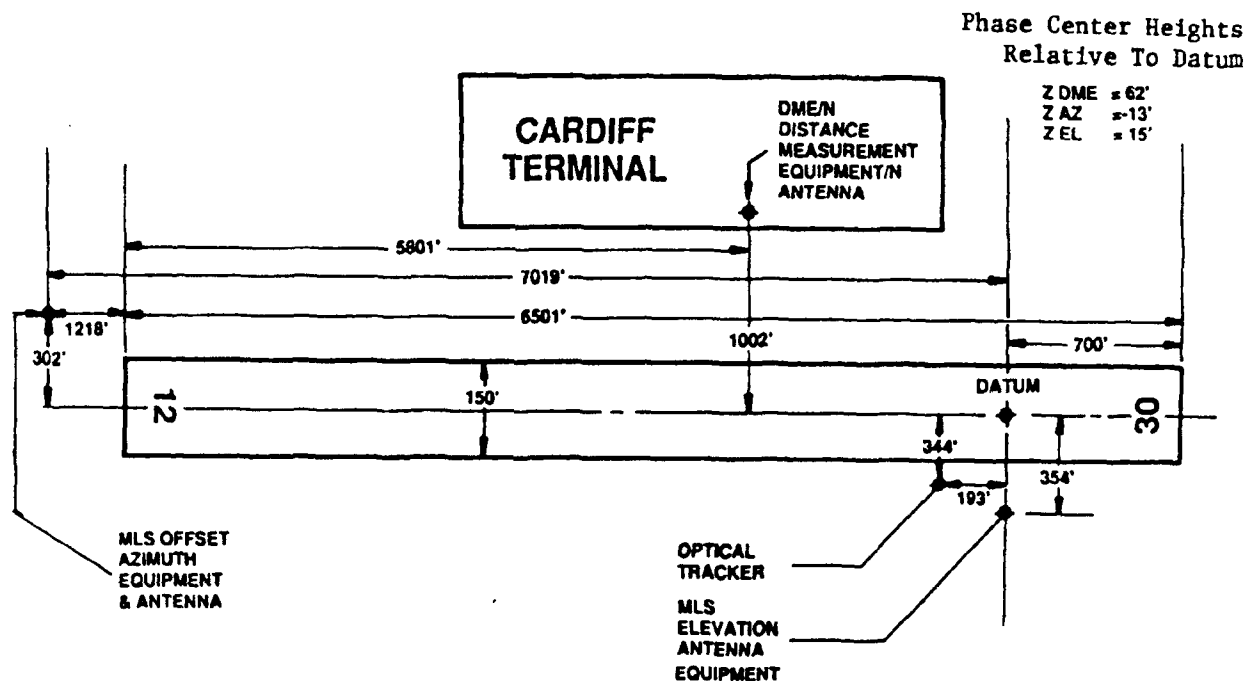 Phase Center Heights
Relative To Datum
Z DME = 62'
Z AZ =-13'
Z EL = 15'
CARDIFF
TERMINAL
DME/N
DISTANCE
MEASUREMENT
EQUIPMENT/N
ANTENNA
5801'
7019'
1218'
6501'
302'
1002'
700'
12
150'
DATUM
30
344'
354'
193'
MLS OFFSET
AZIMUTH
EQUIPMENT
& ANTENNA
OPTICAL
TRACKER
MLS
ELEVATION
ANTENNA
EQUIPMENT